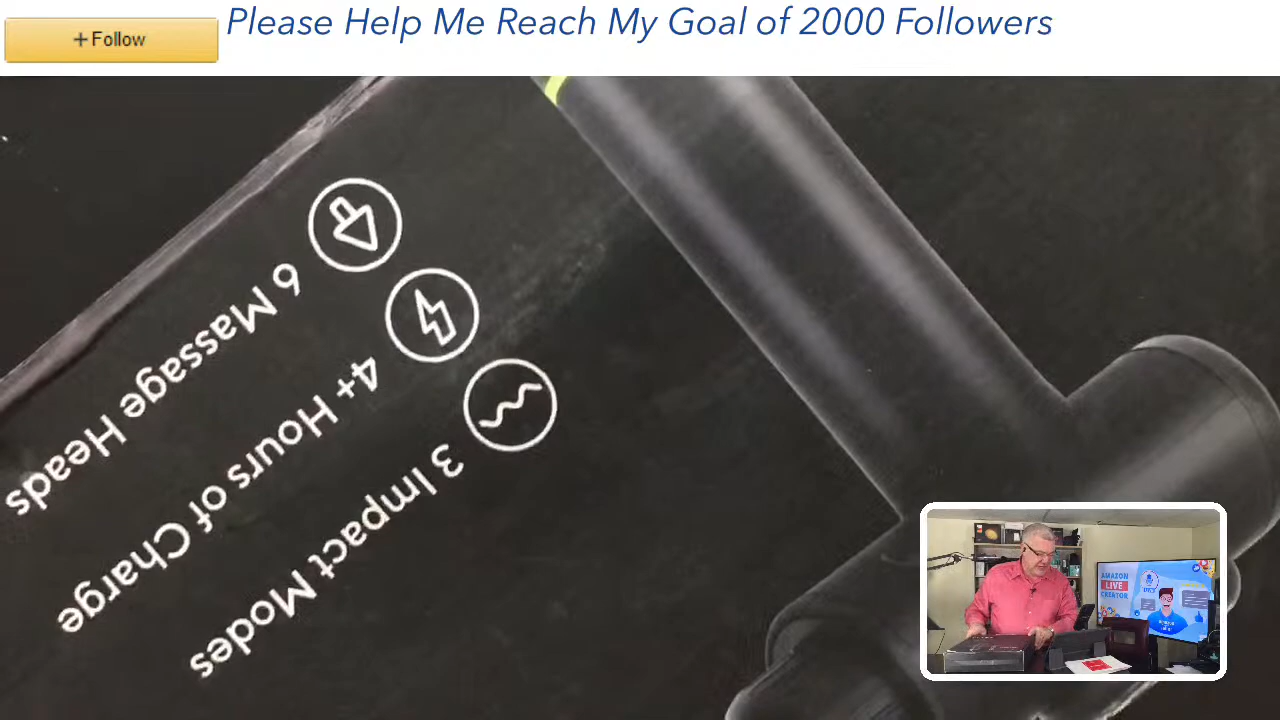 +Follow
Please Help Me Reach My Goal of 2000 Followers
6 Massage Heads
4+ Hours of Charge
3 Impact Modes
AMAZON
LIVE
CREATOR